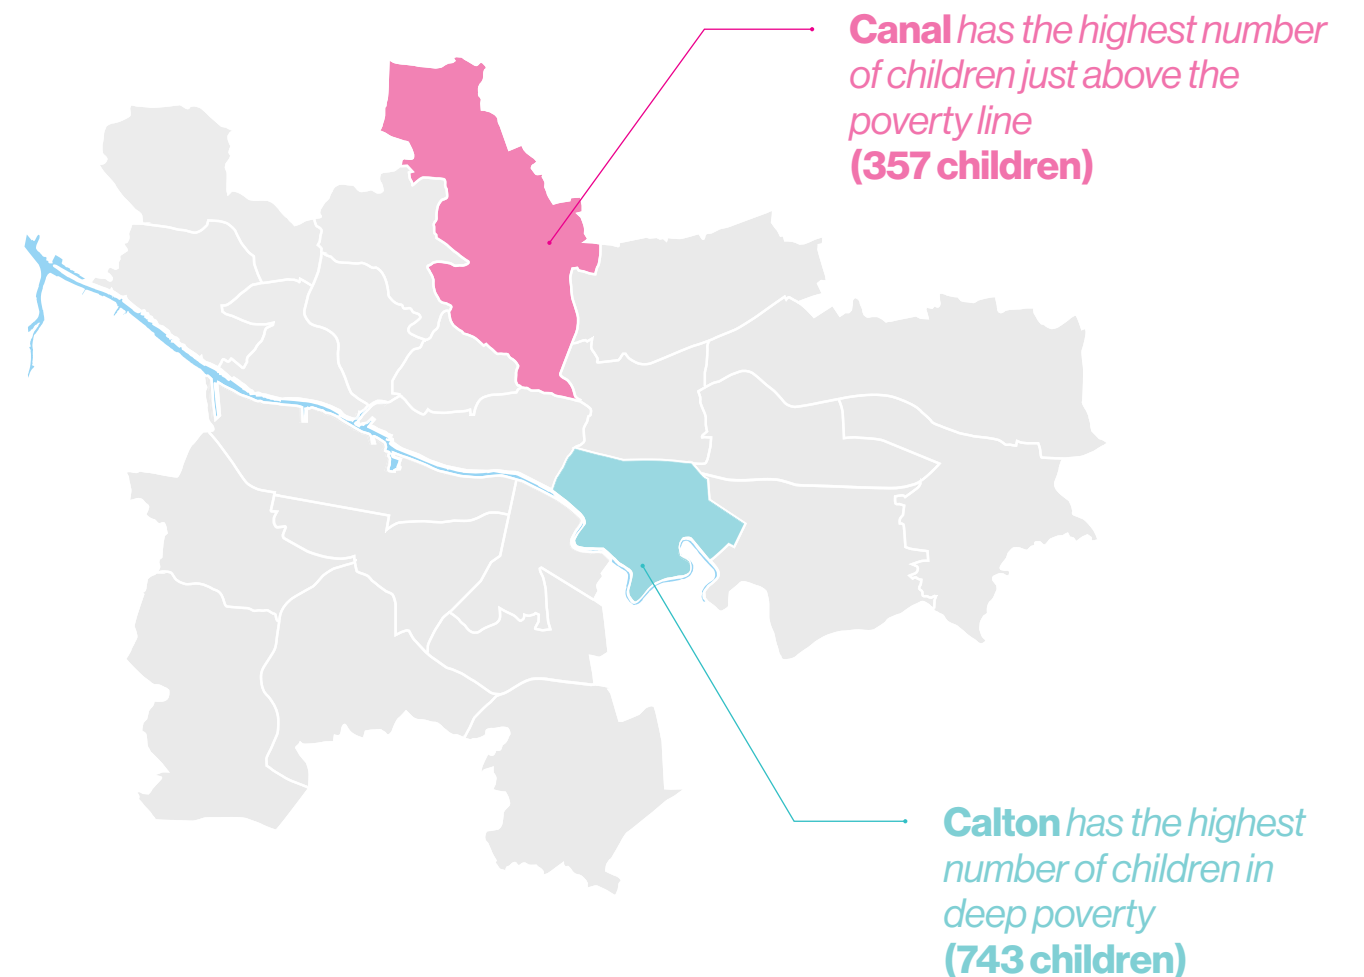 Canal has the highest number
of children just above the
poverty line
(357 children)
Calton has the highest
number of children in
deep poverty
(743 children)